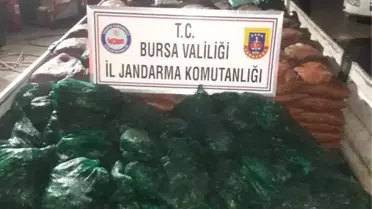 T.C.
BURSA VALİLİĞİ
İL JANDARMA KOMUTANLIĞI